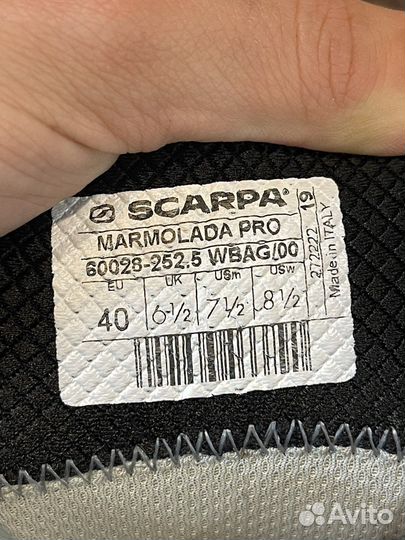 SCARPA®
MARMOLADA PRO
60028-252.5 WBAG/00
EU UK USm USw
40 6-1/2 7 1/2 8 1/2
272222 19
Made in ITALY
Avito